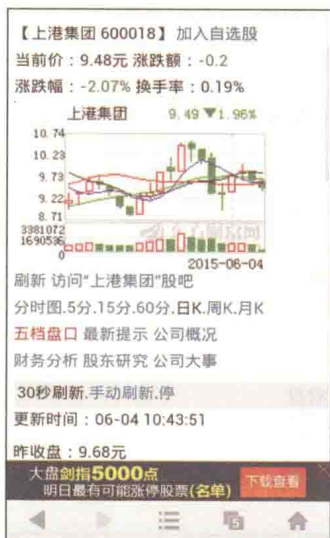 【上港集团 600018】 加入自选股
当前价：9.48元 涨跌额：-0.2
涨跌幅：-2.07% 换手率：0.19%
上港集团 9.49 ▼1.96%
10.74
10.23
9.73
9.22
8.71
3381072
1690536
0
2015-06-04
刷新 访问"上港集团"股吧
分时图.5分.15分.60分.日K.周K.月K
五档盘口 最新提示 公司概况
财务分析 股东研究 公司大事
30秒刷新.手动刷新.停
更新时间：06-04 10:43:51
昨收盘：9.68元
大盘剑指5000点
明日最有可能涨停股票(名单)
下载查看
5